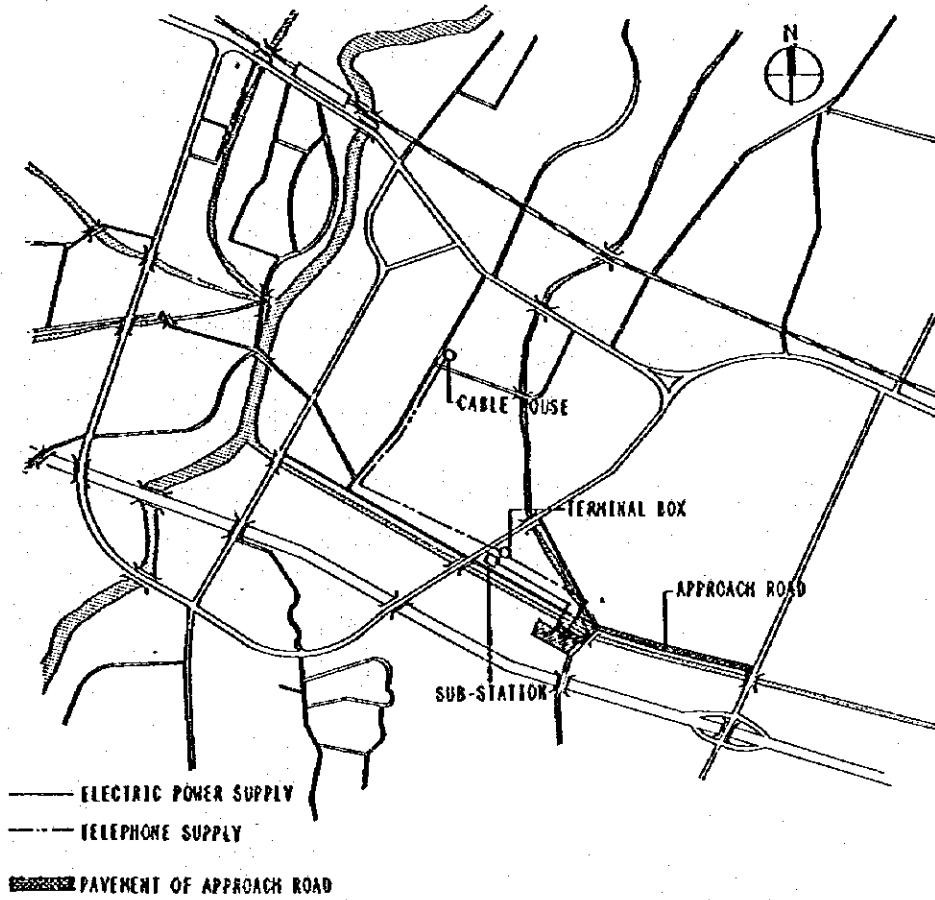 N
CABLE HOUSE
TERMINAL BOX
APPROACH ROAD
SUB-STATION
ELECTRIC POWER SUPPLY
TELEPHONE SUPPLY
PAVEMENT OF APPROACH ROAD